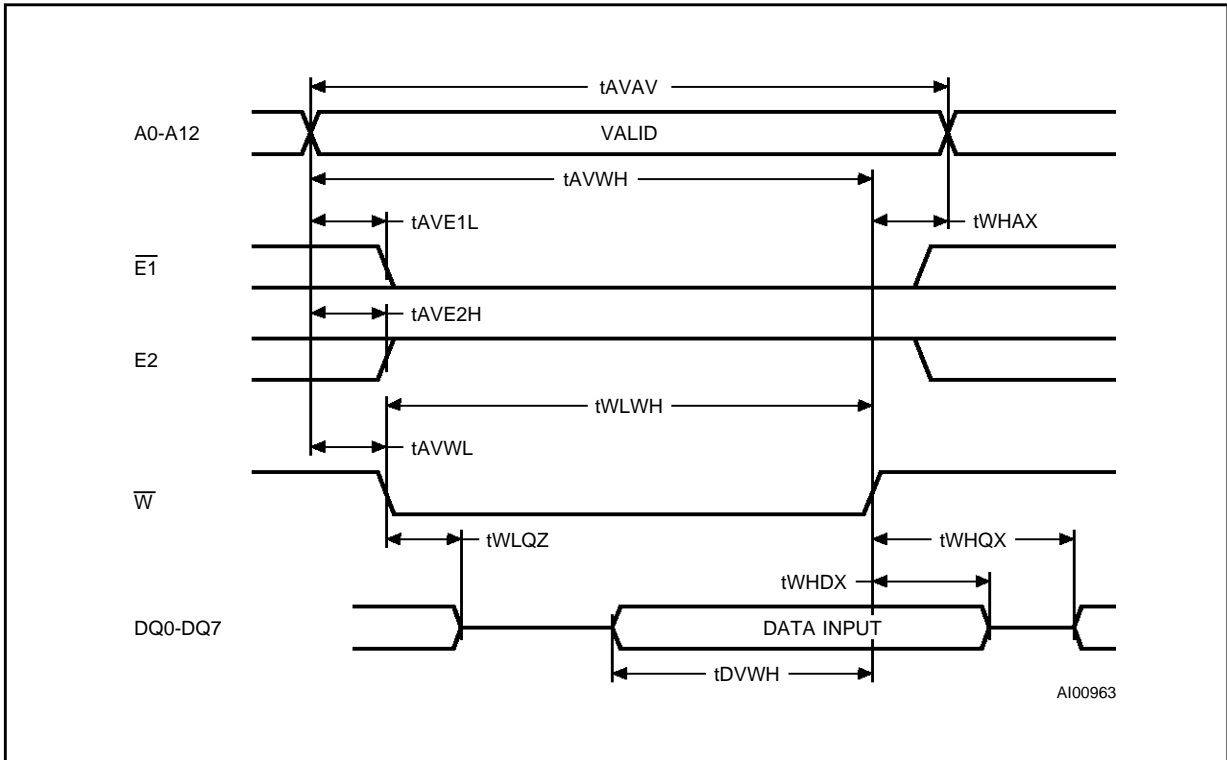 tAVAV
A0-A12
VALID
tAVWH
tAVE1L
tWHAX
E1
tAVE2H
E2
tWLWH
tAVWL
W
tWLQZ
tWHQX
tWHDX
DQ0-DQ7
DATA INPUT
tDVWH
AI00963